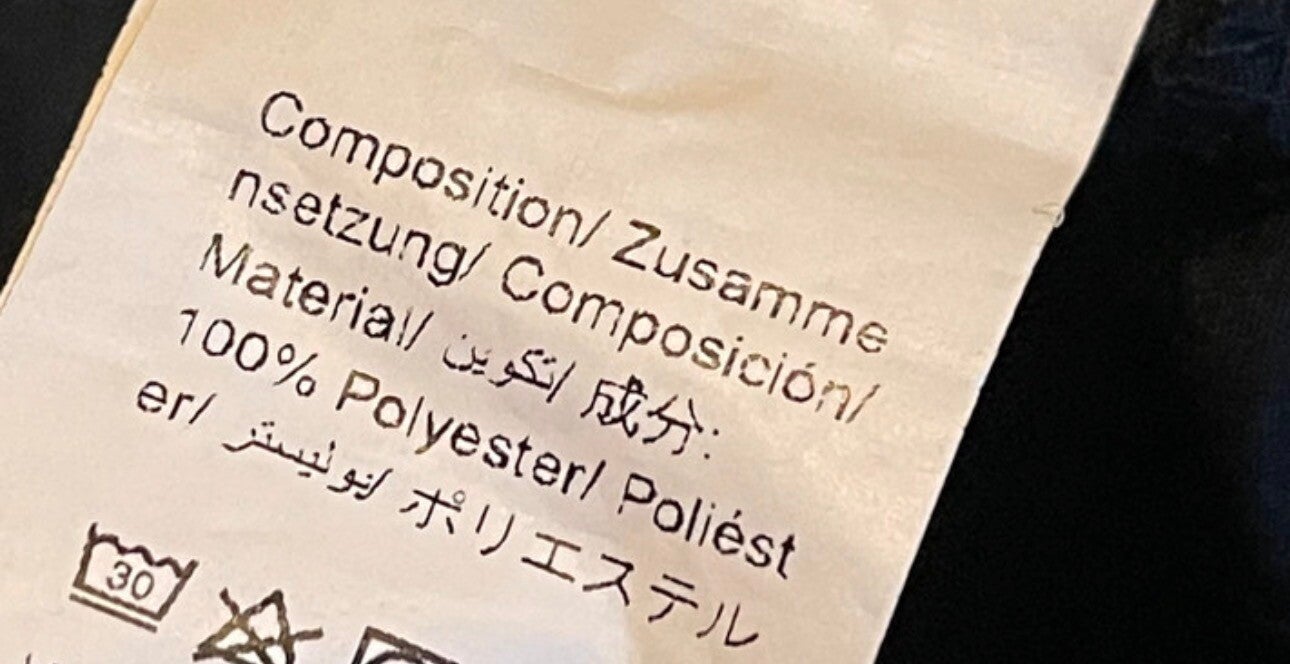 Composition/ Zusamme
nsetzung/ Composición/
Material/ تكوين/ 成分:
100% Polyester/ Poliést
er/ بوليستر/ ポリエステル
30